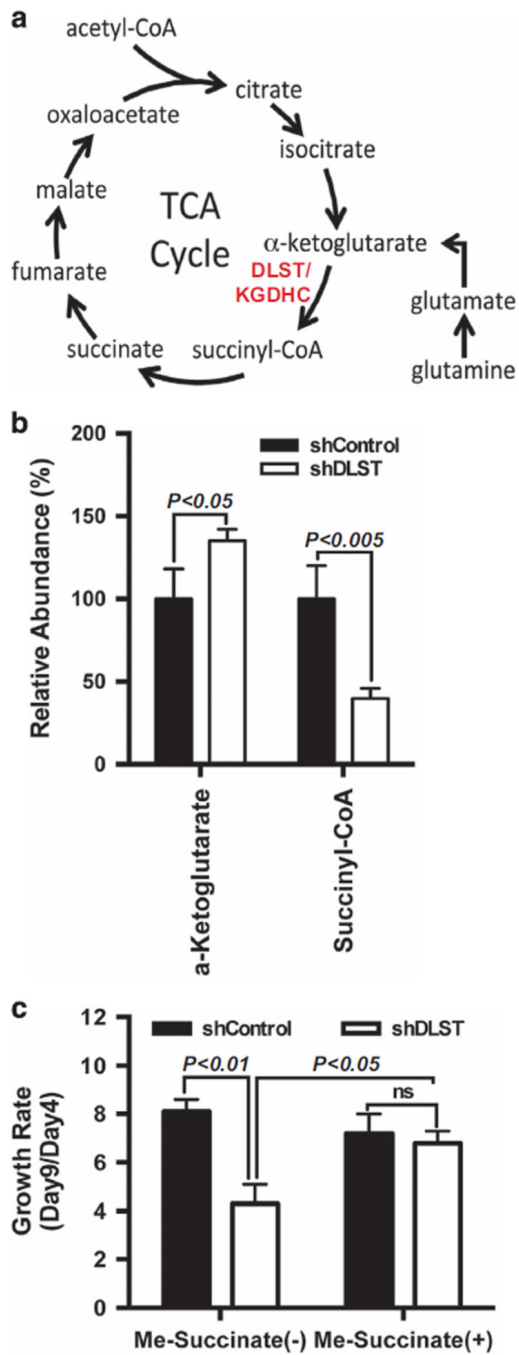 a
acetyl-CoA
citrate
oxaloacetate
isocitrate
malate
TCA
Cycle
α-ketoglutarate
DLST/
KGDHC
fumarate
glutamate
succinate
succinyl-CoA
glutamine
b
200
150
100
50
0
Relative Abundance (%)
shControl
shDLST
P<0.05
P<0.005
a-Ketoglutarate
Succinyl-CoA
c
12
10
8
6
4
2
0
Growth Rate
(Day9/Day4)
shControl
shDLST
P<0.01
P<0.05
ns
Me-Succinate(-)
Me-Succinate(+)